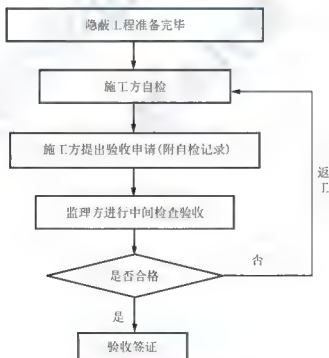 隐蔽工程准备完毕
施工方自检
施工方提出验收申请(附自检记录)
监理方进行中间检查验收
是否合格
否
返工
是
验收签证